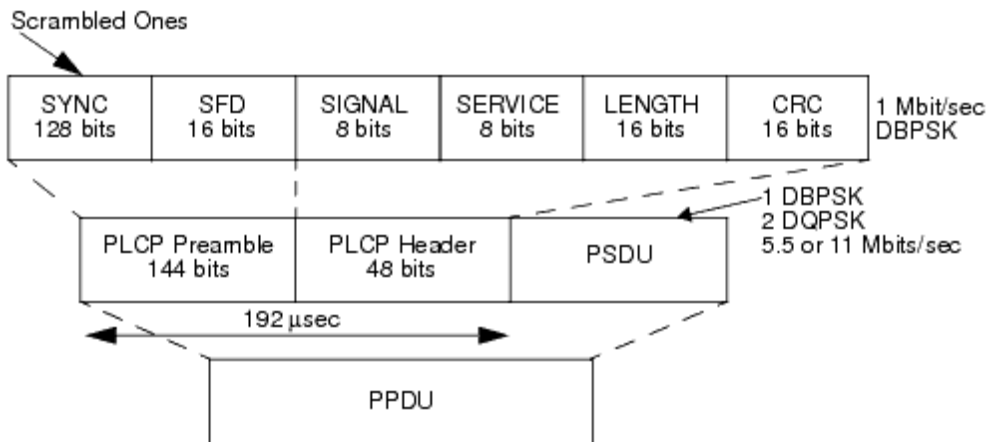 Scrambled Ones
SYNC
128 bits
SFD
16 bits
SIGNAL
8 bits
SERVICE
8 bits
LENGTH
16 bits
CRC
16 bits
1 Mbit/sec
DBPSK
1 DBPSK
2 DQPSK
5.5 or 11 Mbits/sec
PLCP Preamble
144 bits
PLCP Header
48 bits
PSDU
192 μsec
PPDU